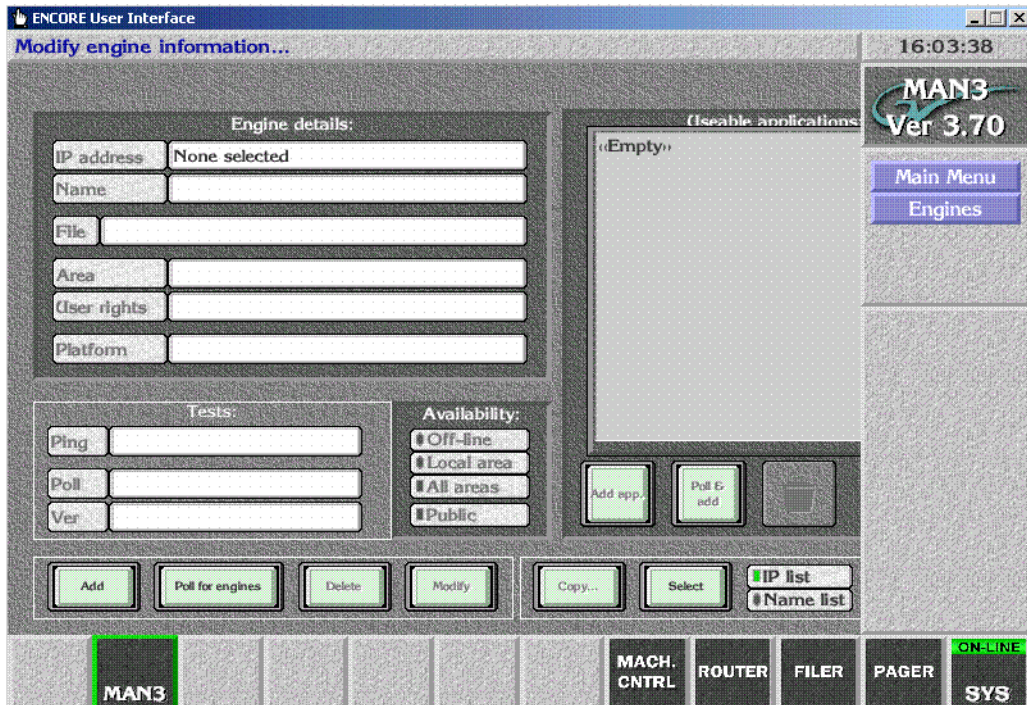 ENCORE User Interface
Modify engine information...
16:03:38
MAN3
Ver 3.70
Main Menu
Engines
Engine details:
IP address
None selected
Name
File
Area
User rights
Platform
Useable applications:
‹‹Empty››
Tests:
Ping
Poll
Ver
Availability:
Off-line
Local area
All areas
Public
Add app.
Poll &
add
Add
Poll for engines
Delete
Modify
Copy...
Select
IP list
Name list
MAN3
MACH.
CNTRL
ROUTER
FILER
PAGER
ON-LINE
SYS